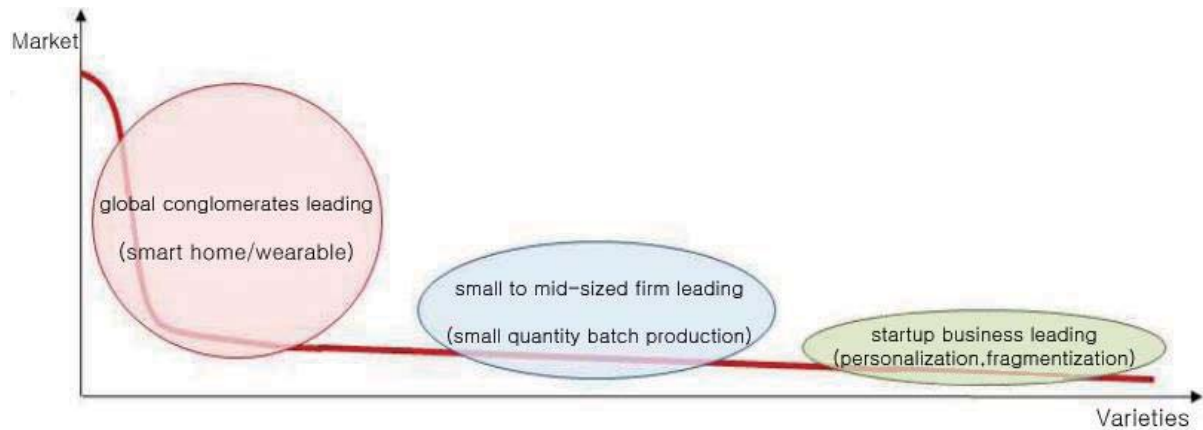 Market
global conglomerates leading
(smart home/wearable)
small to mid-sized firm leading
(small quantity batch production)
startup business leading
(personalization,fragmentization)
Varieties